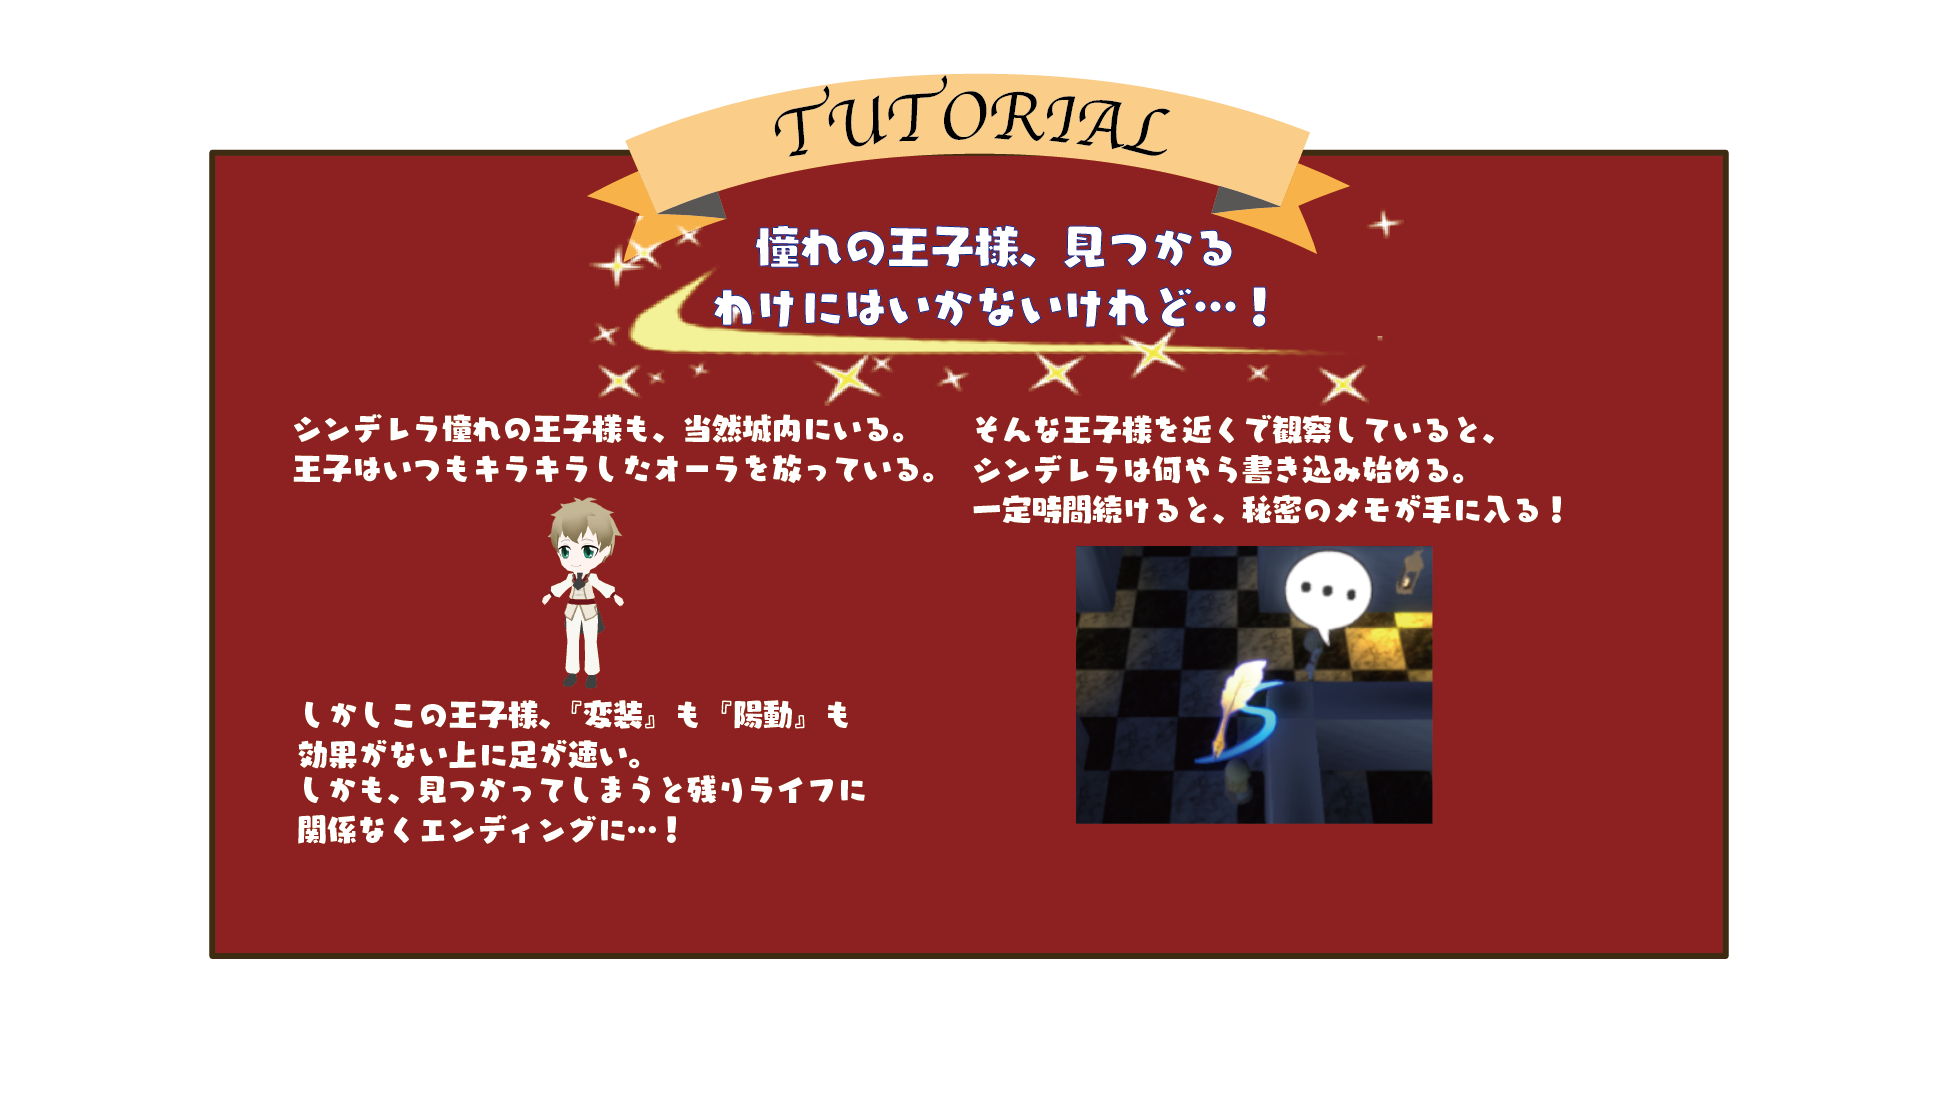 TUTORIAL
憧れの王子様、見つかる
わけにはいかないけれど…！
シンデレラ憧れの王子様も、当然城内にいる。
王子はいつもキラキラしたオーラを放っている。
しかしこの王子様、『変装』も『陽動』も
効果がない上に足が速い。
しかも、見つかってしまうと残りライフに
関係なくエンディングに…！
そんな王子様を近くで観察していると、
シンデレラは何やら書き込み始める。
一定時間続けると、秘密のメモが手に入る！